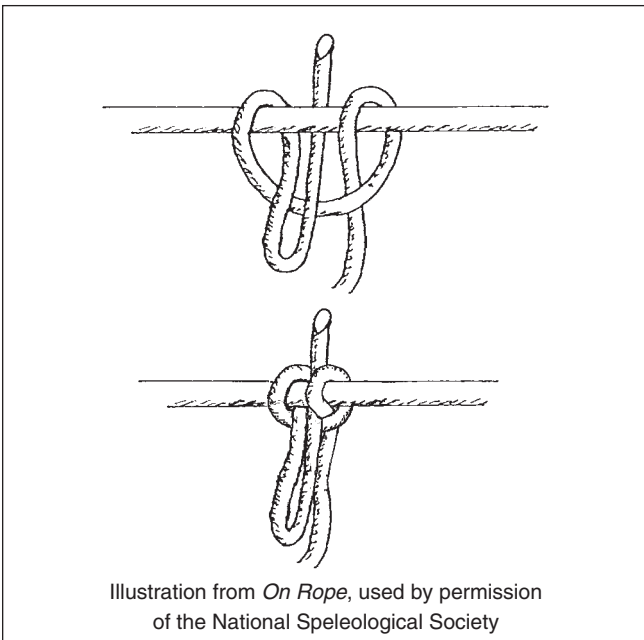 Illustration from On Rope, used by permission
of the National Speleological Society